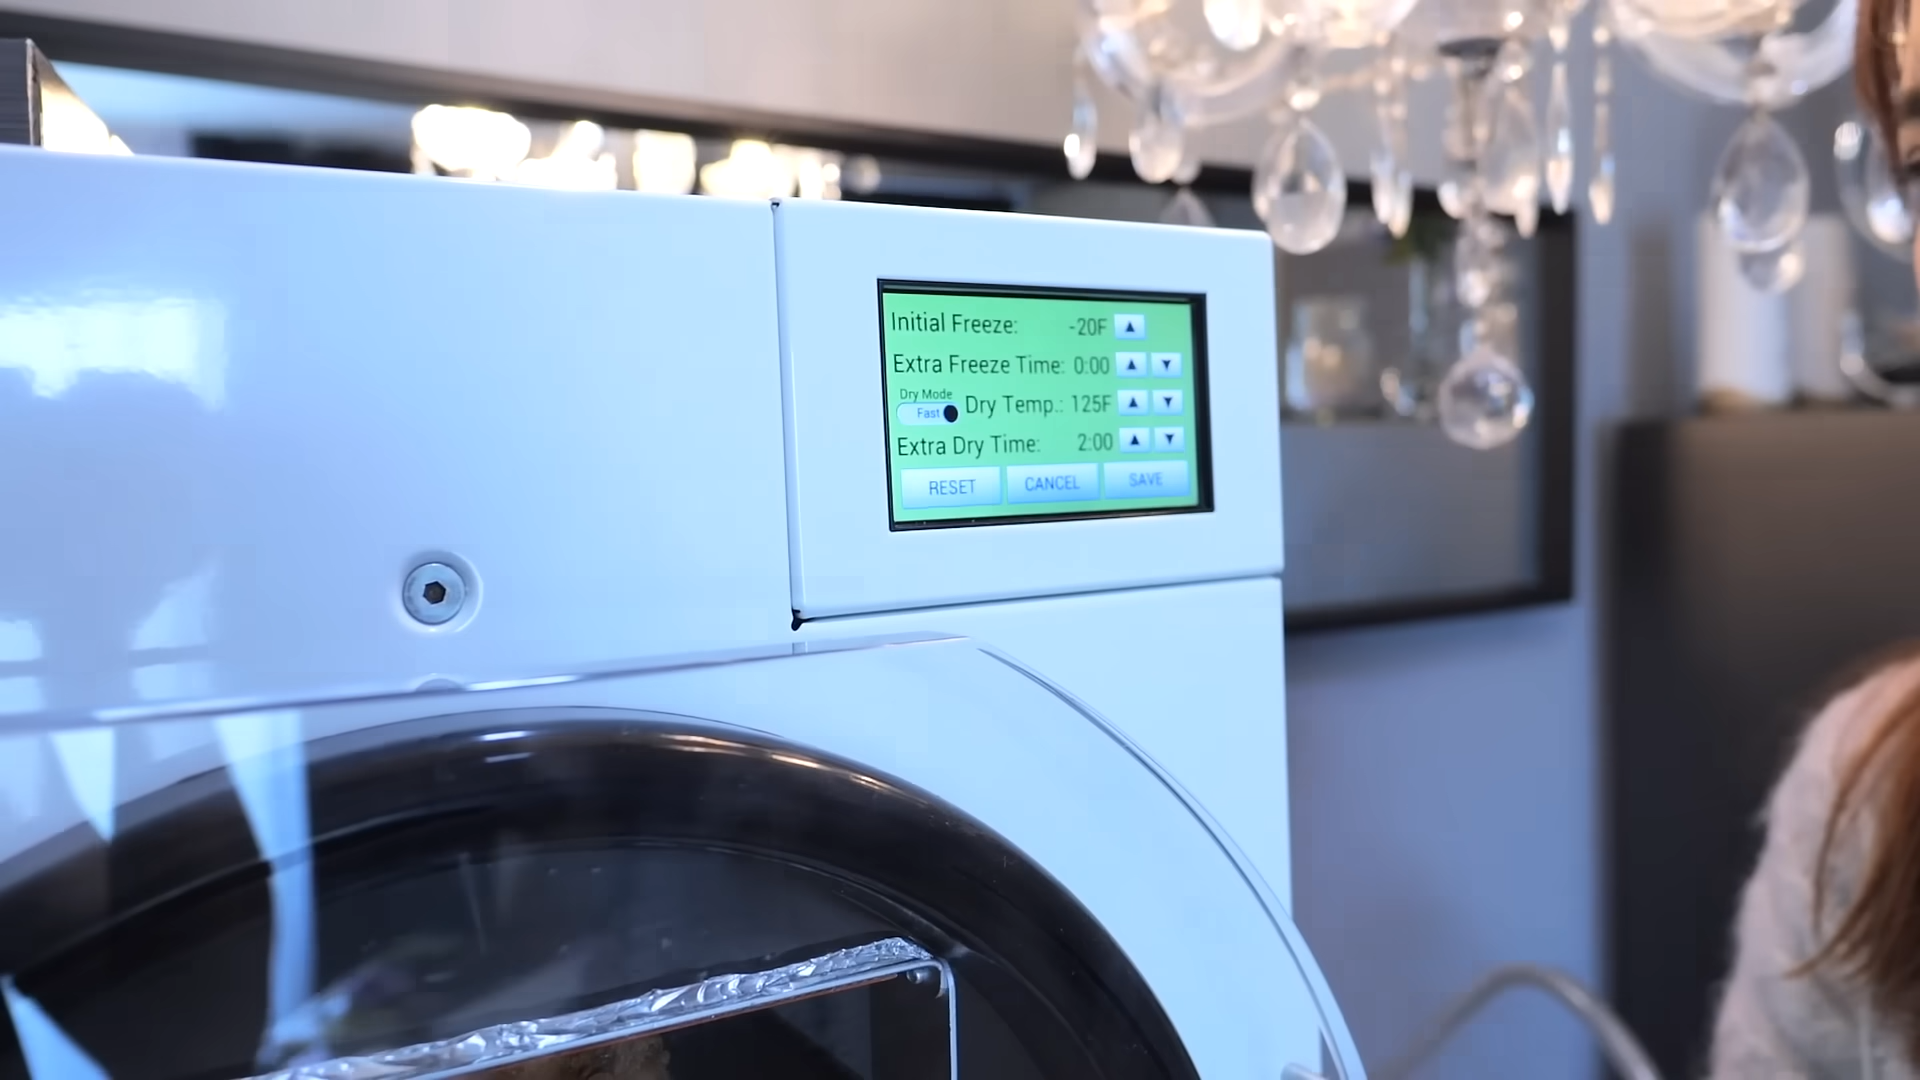 Initial Freeze: -20F ▲
Extra Freeze Time: 0:00 ▲ ▼
Dry Mode
Fast Dry Temp.: 125F ▲ ▼
Extra Dry Time: 2:00 ▲ ▼
RESET CANCEL SAVE